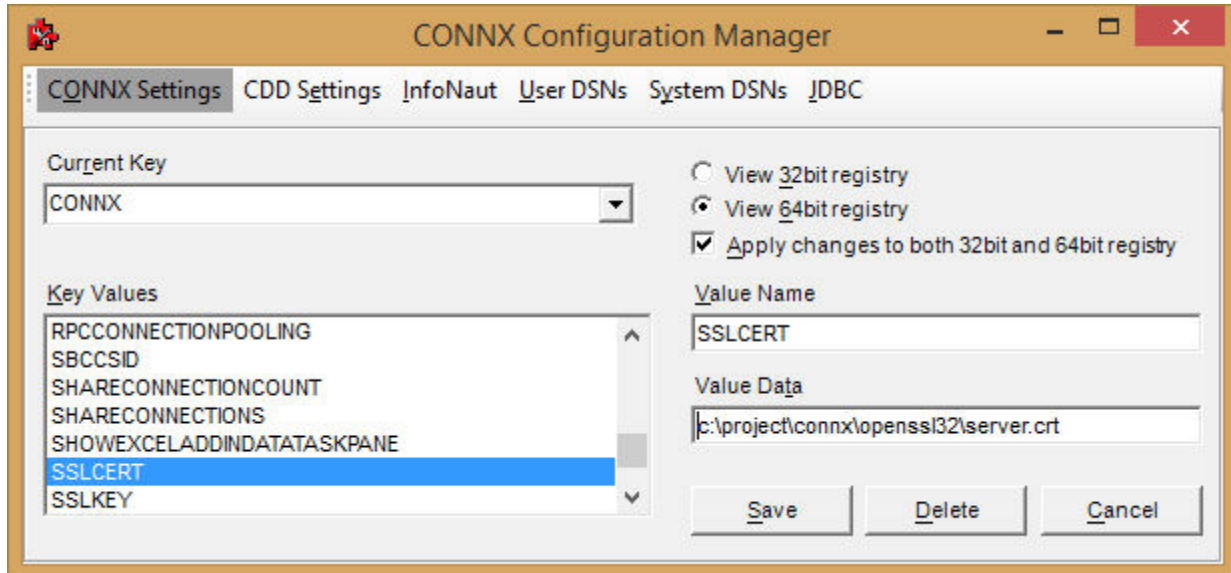 CONNX Configuration Manager
CONNX Settings CDD Settings InfoNaut User DSNs System DSNs JDBC
Current Key
CONNX
View 32bit registry
View 64bit registry
Apply changes to both 32bit and 64bit registry
Key Values
RPCCONNECTIONPOOLING
SBCCSID
SHARECONNECTIONCOUNT
SHARECONNECTIONS
SHOWEXCELADDINDATATASKPANE
SSLCERT
SSLKEY
Value Name
SSLCERT
Value Data
c:\project\connx\openssl32\server.crt
Save Delete Cancel